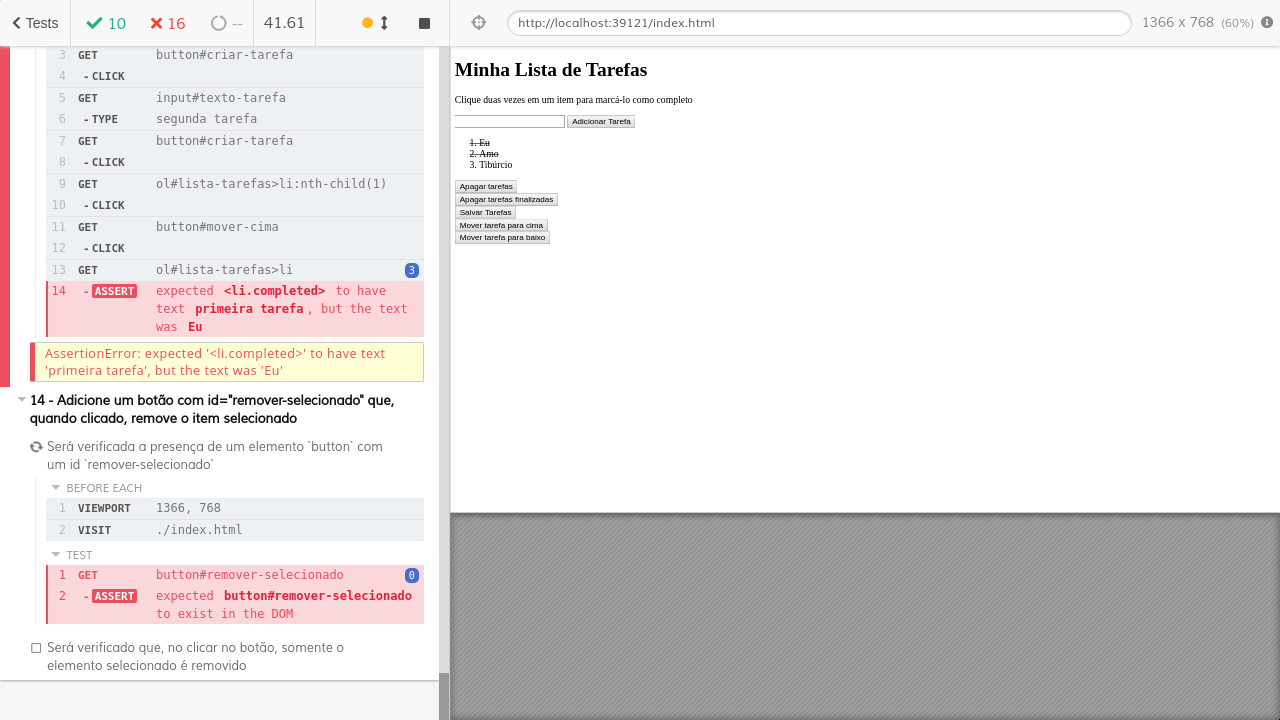 Tests
10
16
--
41.61
http://localhost:39121/index.html
1366 x 768 (60%)
3 GET button#criar-tarefa
4 - CLICK
5 GET input#texto-tarefa
6 - TYPE segunda tarefa
7 GET button#criar-tarefa
8 - CLICK
9 GET ol#lista-tarefas>li:nth-child(1)
10 - CLICK
11 GET button#mover-cima
12 - CLICK
13 GET ol#lista-tarefas>li 3
14 - ASSERT expected <li.completed> to have
text primeira tarefa, but the text
was Eu
AssertionError: expected '<li.completed>' to have text
'primeira tarefa', but the text was 'Eu'
14 - Adicione um botão com id="remover-selecionado" que,
quando clicado, remove o item selecionado
Será verificada a presença de um elemento `button` com
um id `remover-selecionado`
BEFORE EACH
1 VIEWPORT 1366, 768
2 VISIT ./index.html
TEST
1 GET button#remover-selecionado 0
2 - ASSERT expected button#remover-selecionado
to exist in the DOM
Será verificado que, no clicar no botão, somente o
elemento selecionado é removido
Minha Lista de Tarefas
Clique duas vezes em um item para marcá-lo como completo
Adicionar Tarefa
1. Eu
2. Amo
3. Tibúrcio
Apagar tarefas
Apagar tarefas finalizadas
Salvar Tarefas
Mover tarefa para cima
Mover tarefa para baixo